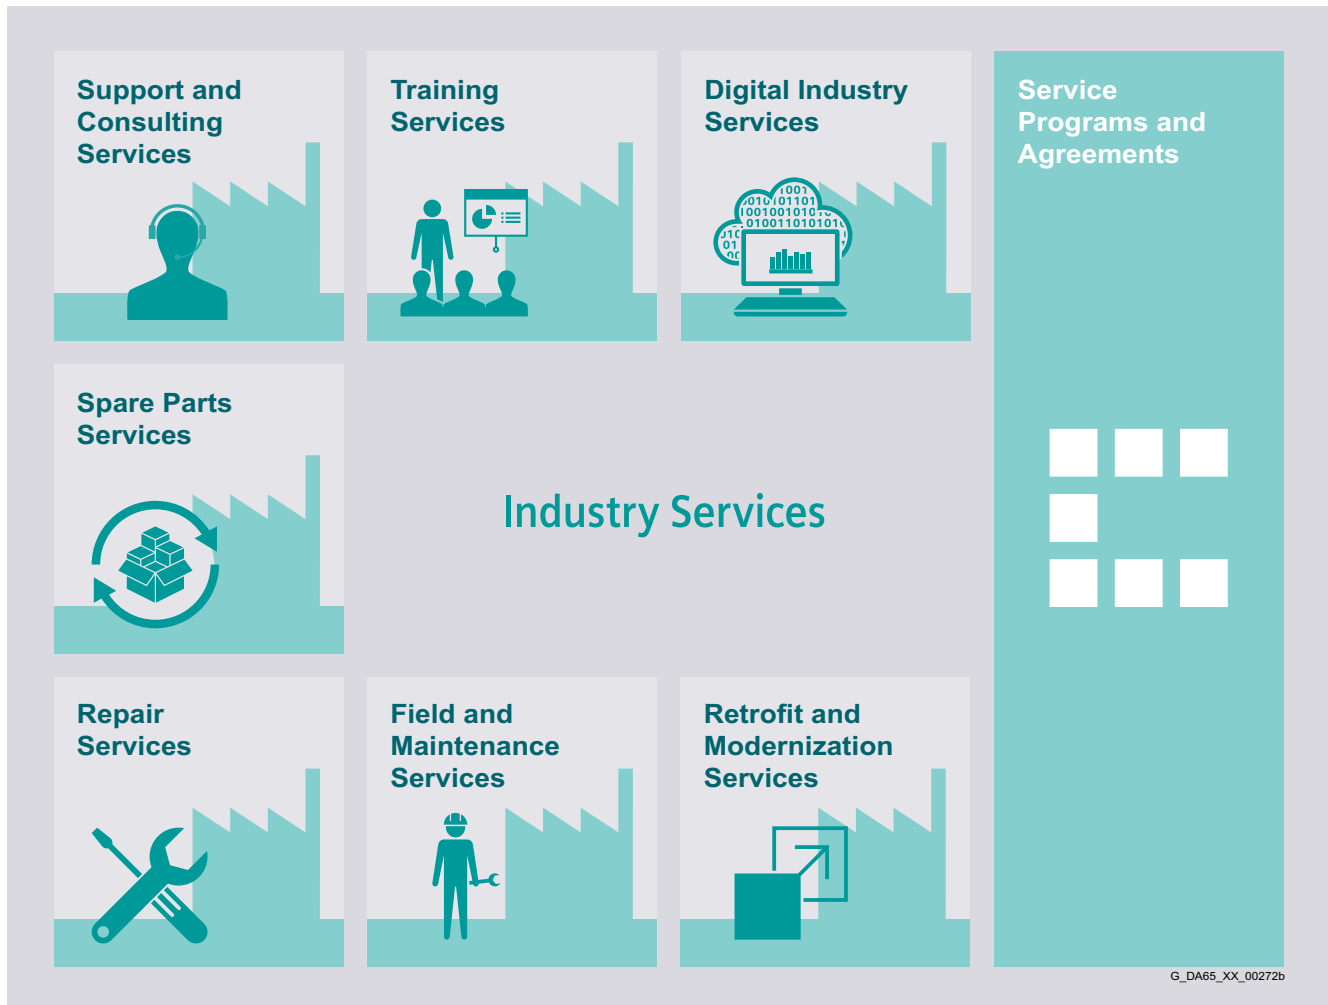 Support and
Consulting
Services
Training
Services
Digital Industry
Services
Service
Programs and
Agreements
Spare Parts
Services
Industry Services
Repair
Services
Field and
Maintenance
Services
Retrofit and
Modernization
Services
G_DA65_XX_00272b